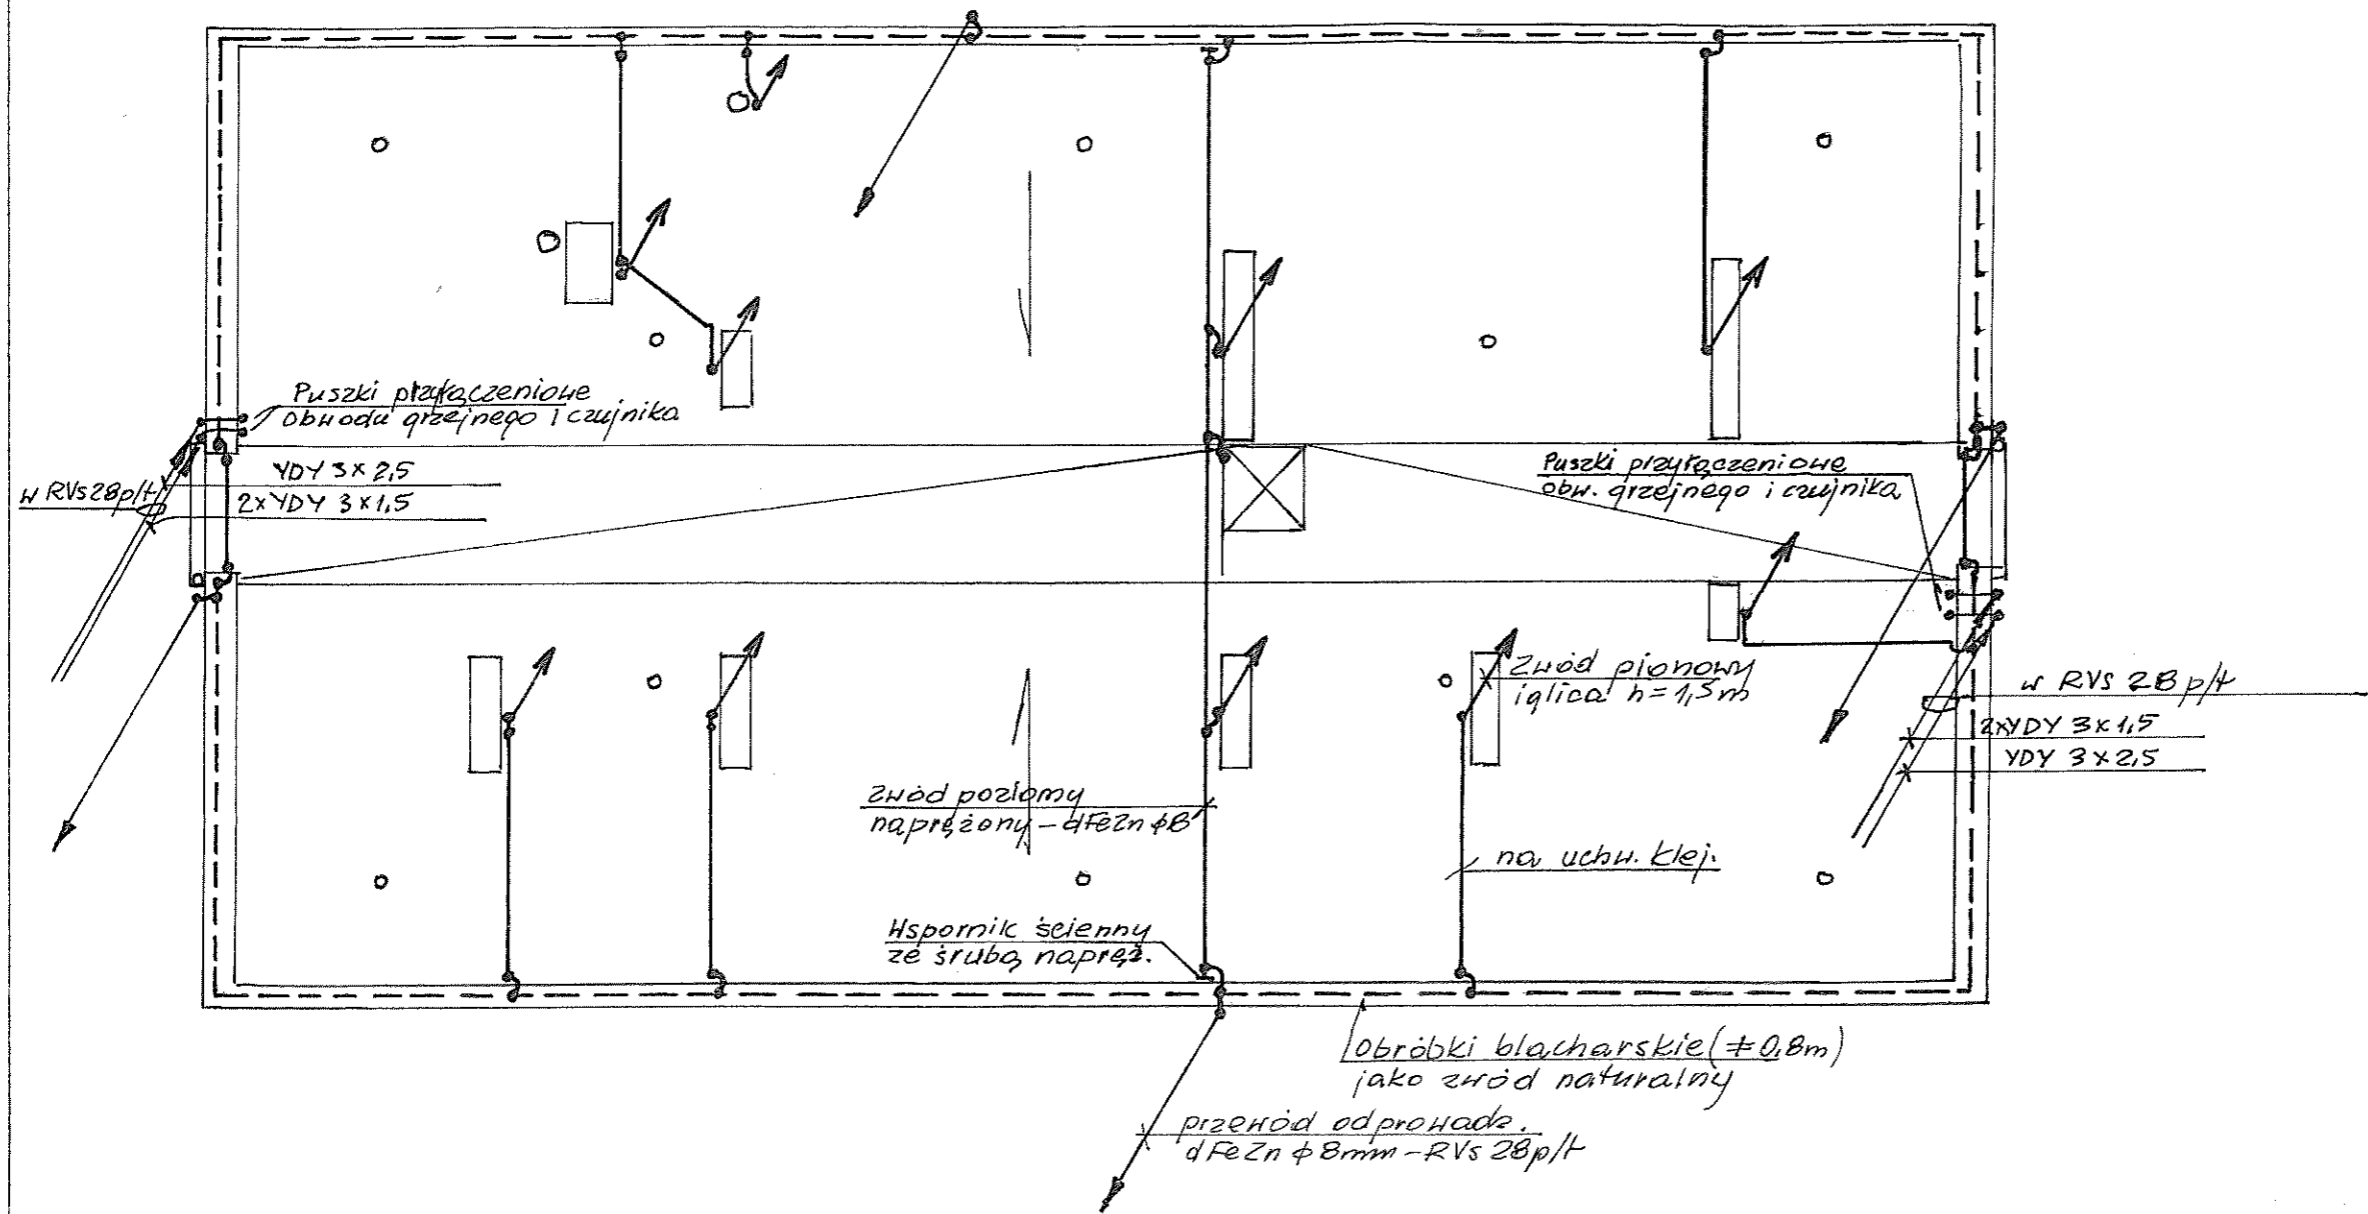 Puszki przyłączeniowe
obwodu grzejnego i czujnika
YDY 3x2,5
w RVs28p/t
2xYDY 3x1,5
Puszki przyłączeniowe
obw. grzejnego i czujnika
zwód pionowy
iglica h=1,5m
w RVs 28 p/t
2xYDY 3x1,5
YDY 3x2,5
zwód poziomy
naprężony – dFeZn ϕ8
na uchw. klej.
Wspornik ścienny
ze śrubą napręż.
obróbki blacharskie (≠0,8m)
jako zwód naturalny
przewód odprowadz.
dFeZn ϕ8mm – RVs 28p/t